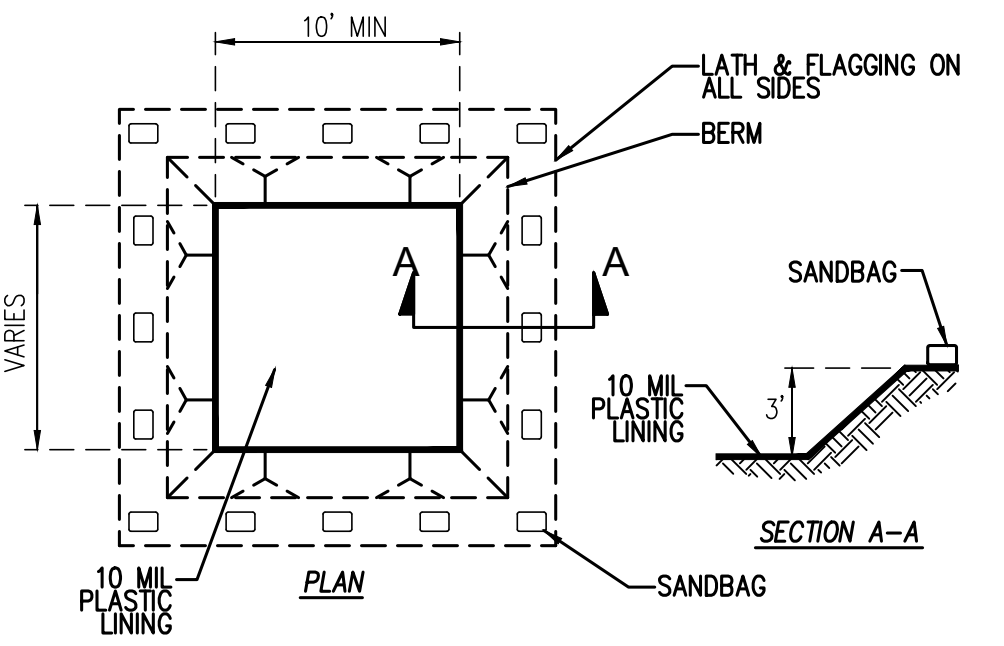 10' MIN
LATH & FLAGGING ON
ALL SIDES
BERM
A
A
VARIES
SANDBAG
10 MIL
PLASTIC
LINING
3'
SECTION A-A
10 MIL
PLASTIC
LINING
PLAN
SANDBAG